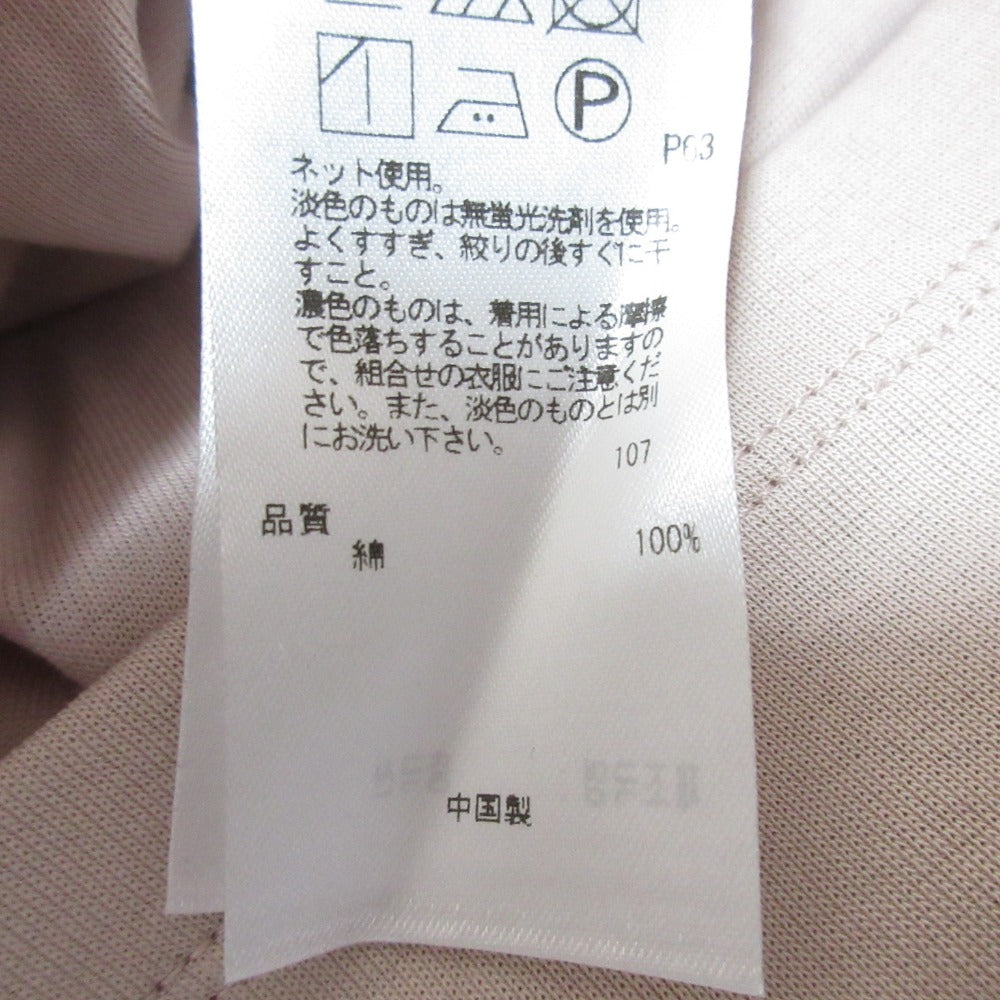 P
P63
ネット使用。
淡色のものは無蛍光洗剤を使用。
よくすすぎ、絞りの後すぐに干
すこと。
濃色のものは、着用による摩擦
で色落ちすることがありますの
で、組合せの衣服にご注意くだ
さい。また、淡色のものとは別
にお洗い下さい。
107
品質
綿 100%
中国製